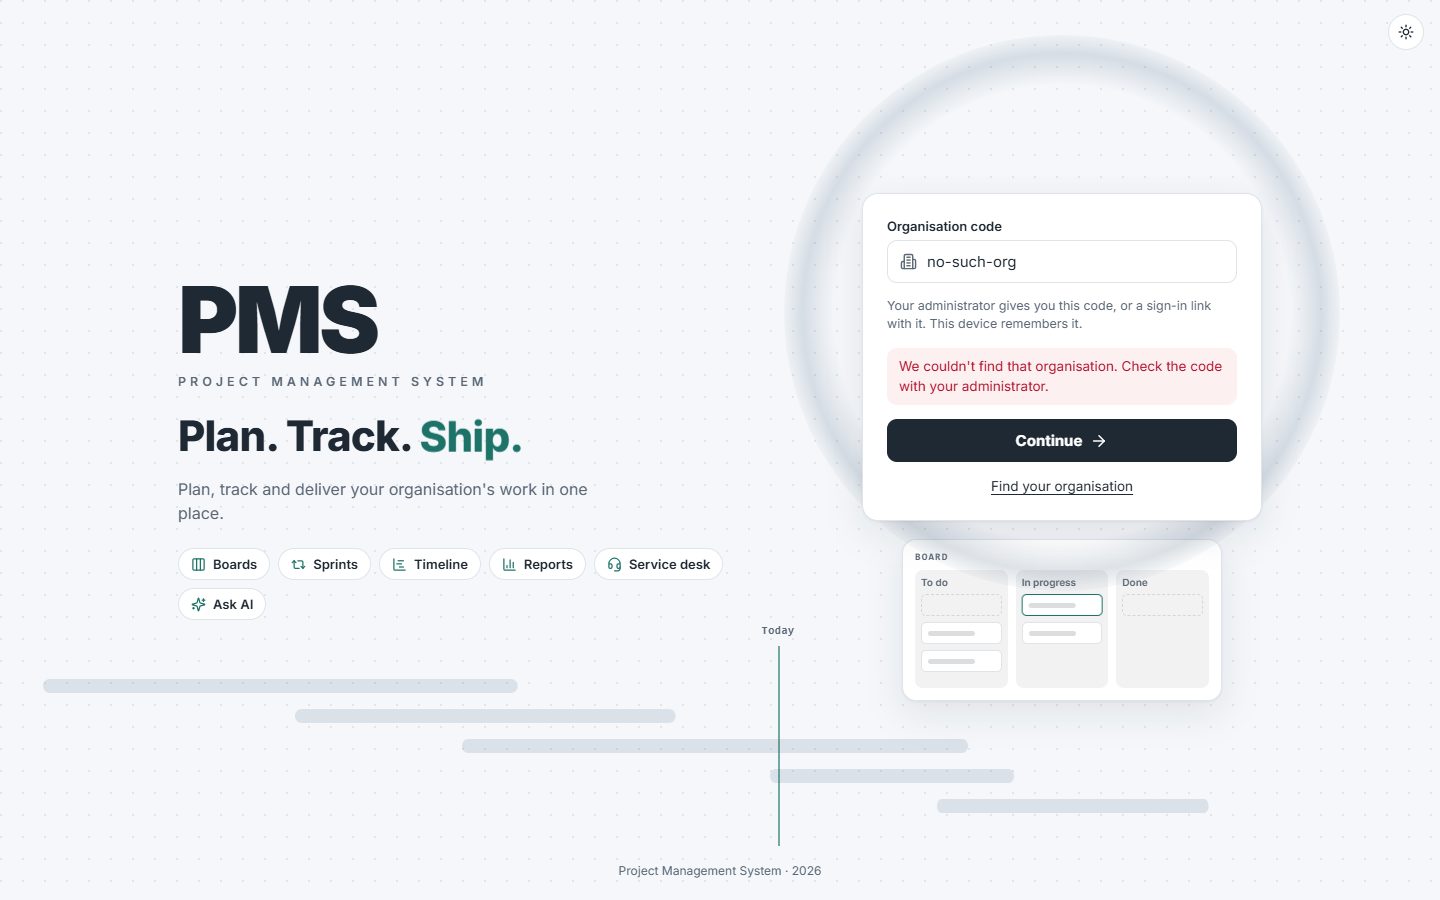 PMS
PROJECT MANAGEMENT SYSTEM
Plan. Track. Ship.
Plan, track and deliver your organisation's work in one
place.
Boards
Sprints
Timeline
Reports
Service desk
Ask AI
Organisation code
no-such-org
Your administrator gives you this code, or a sign-in link
with it. This device remembers it.
We couldn't find that organisation. Check the code
with your administrator.
Continue
Find your organisation
BOARD
To do
In progress
Done
Today
Project Management System · 2026